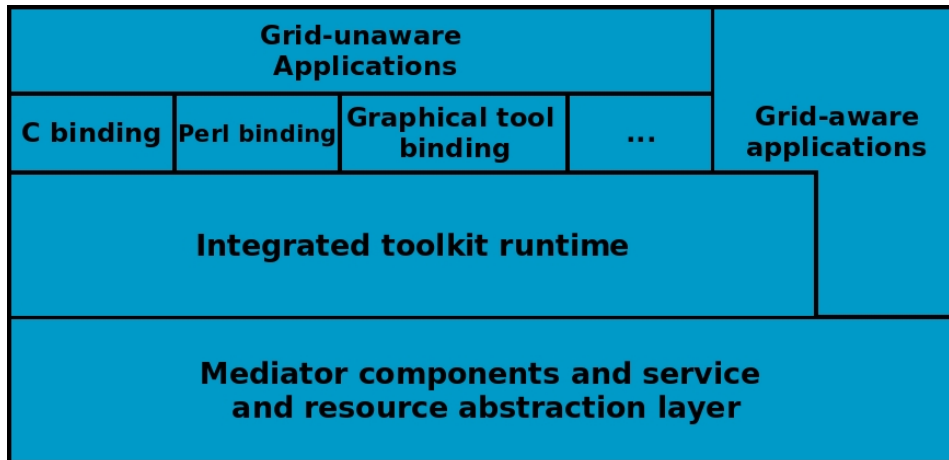 Grid-unaware
Applications
C binding
Perl binding
Graphical tool
binding
...
Grid-aware
applications
Integrated toolkit runtime
Mediator components and service
and resource abstraction layer